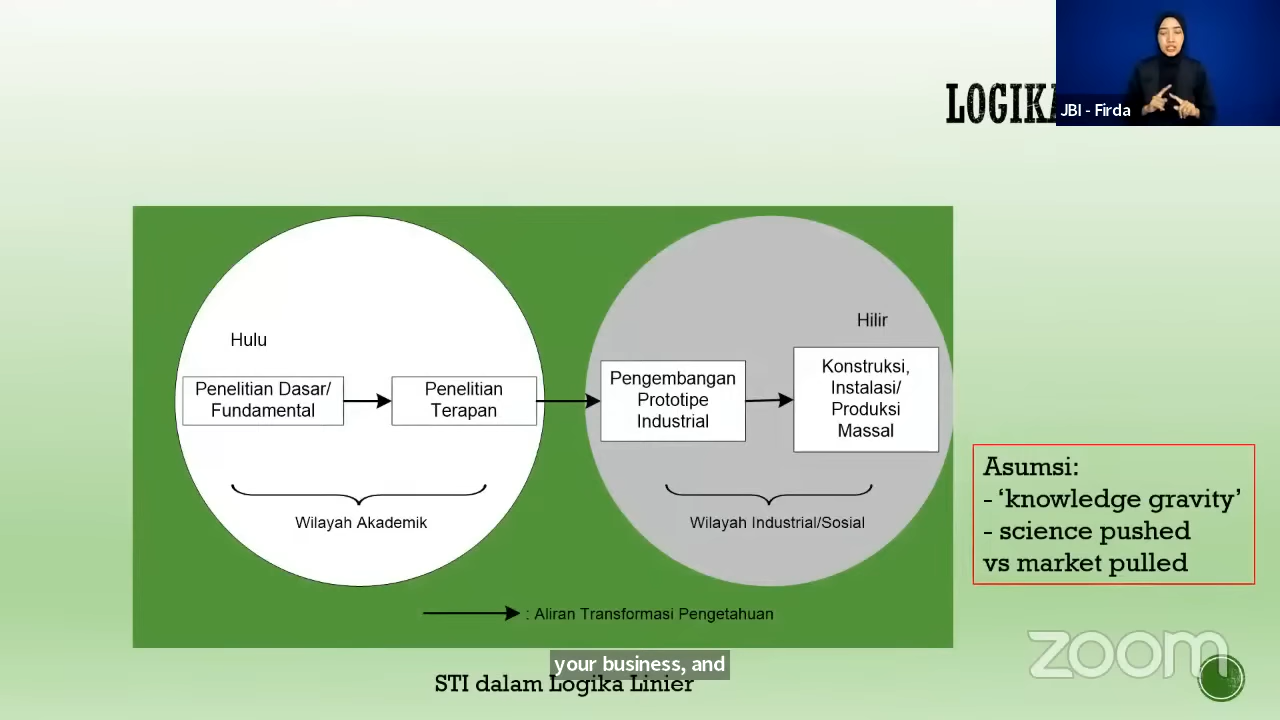 LOGIKA
JBI - Firda
Hulu
Penelitian Dasar/
Fundamental
Penelitian
Terapan
Wilayah Akademik
Hilir
Pengembangan
Prototipe
Industrial
Konstruksi,
Instalasi/
Produksi
Massal
Wilayah Industrial/Sosial
: Aliran Transformasi Pengetahuan
Asumsi:
- ‘knowledge gravity’
- science pushed
vs market pulled
your business, and
STI dalam Logika Linier
zoom